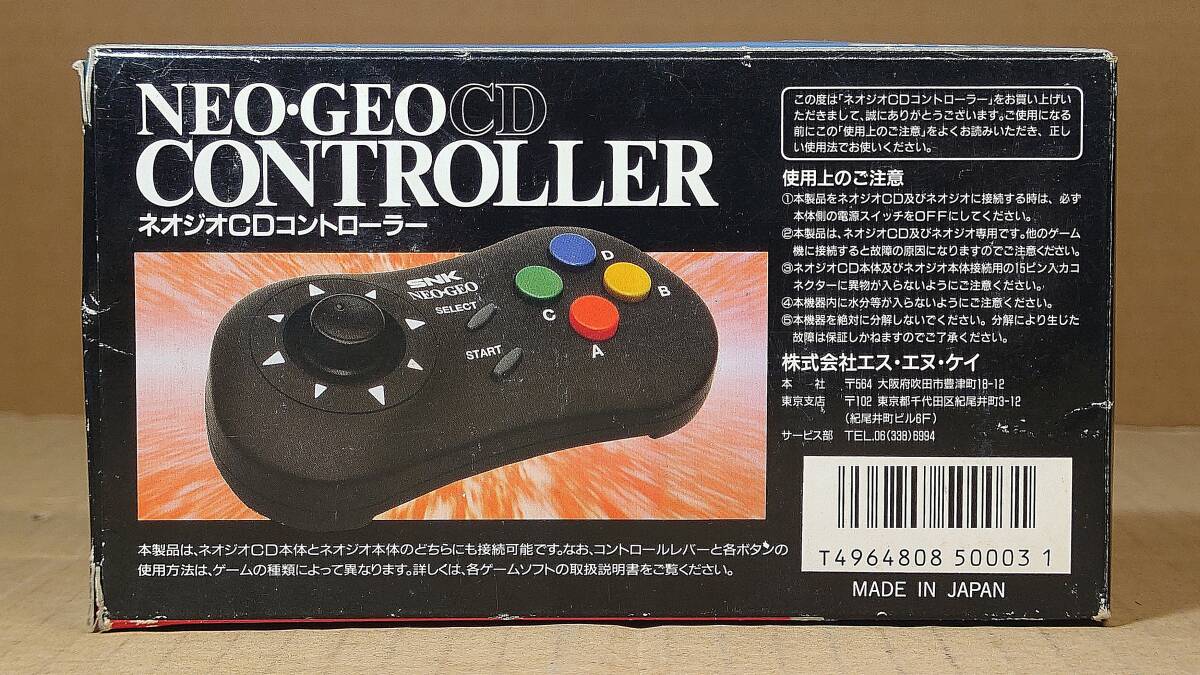 NEO•GEO CD
CONTROLLER
ネオジオCDコントローラー
SNK
NEO•GEO
SELECT
START
D
B
C
A
本製品は、ネオジオCD本体とネオジオ本体のどちらにも接続可能です。なお、コントロールレバーと各ボタンの
使用方法は、ゲームの種類によって異なります。詳しくは、各ゲームソフトの取扱説明書をご覧ください。
この度は「ネオジオCDコントローラー」をお買い上げい
ただきまして、誠にありがとうございます。ご使用になる
前にこの「使用上のご注意」をよくお読みいただき、正し
い使用法でお使いください。
使用上のご注意
①本製品をネオジオCD及びネオジオに接続する時は、必ず
本体側の電源スイッチをOFFにしてください。
②本製品は、ネオジオCD及びネオジオ専用です。他のゲーム
機に接続すると故障の原因になりますのでご注意ください。
③ネオジオCD本体及びネオジオ本体接続用の15ピン入力コ
ネクターに異物が入らないようにご注意ください。
④本機器内に水分等が入らないようにご注意ください。
⑤本機器を絶対に分解しないでください。分解により生じた
故障は保証しかねますのでご了承ください。
株式会社エス・エヌ・ケイ
本 社 〒564 大阪府吹田市豊津町18-12
東京支店 〒102 東京都千代田区紀尾井町3-12
(紀尾井町ビル6F)
サービス部 TEL.06(338)6994
T4964808 50003 1
MADE IN JAPAN